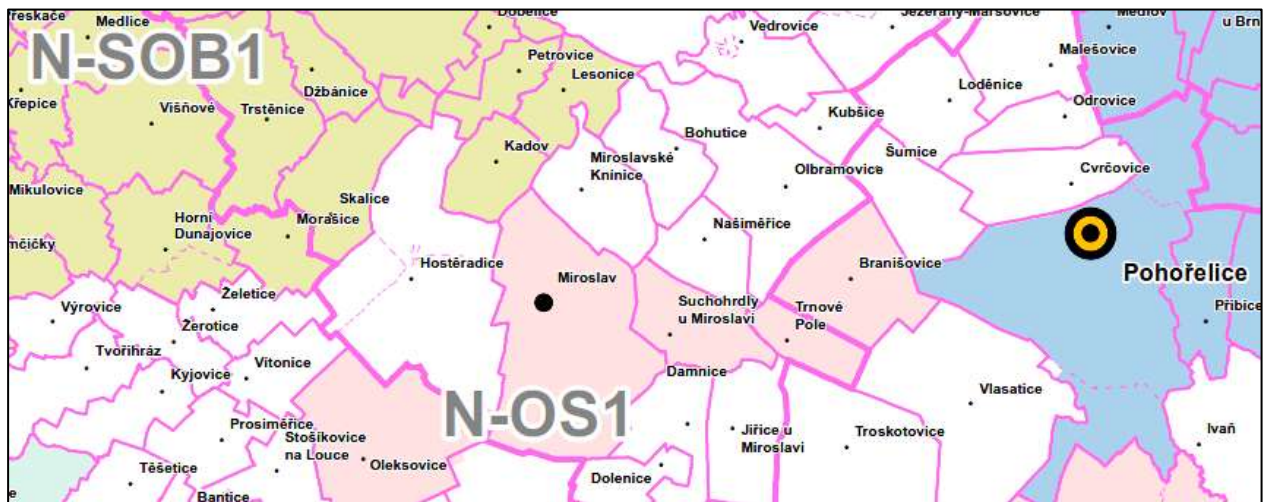 Medlice
Dobelice
Vedrovice
Jezeřany-Maršovice
Medlov
u Brn
N-SOB1
Petrovice
Lesonice
Malešovice
Křepice
Višňové
Trstěnice
Džbánice
Loděnice
Odrovice
Kadov
Miroslavské
Knínice
Bohutice
Kubšice
Šumice
Olbramovice
Cvrčovice
Mikulovice
Skalice
Horní
Dunajovice
Morašice
Našiměřice
mčičky
Hostěradice
Miroslav
Branišovice
Pohořelice
Želetice
Výrovice
Žerotice
Suchohrdly
u Miroslavi
Trnové
Pole
Přibice
Tvořihráz
Vítonice
Kyjovice
Damnice
Vlasatice
N-OS1
Prosiměřice
Stošíkovice
na Louce
Oleksovice
Jiřice u
Miroslavi
Troskotovice
Ivaň
Těšetice
Dolenice
Bantice
e